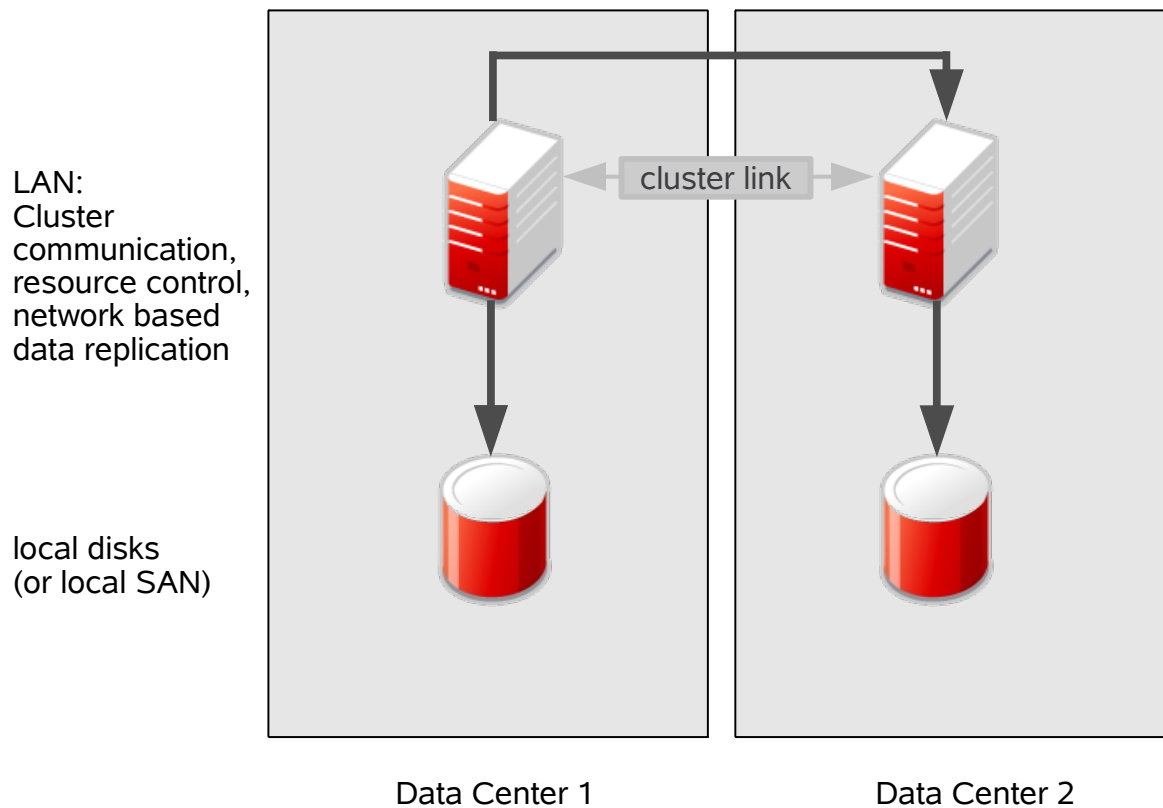 cluster link
LAN:
Cluster
communication,
resource control,
network based
data replication
local disks
(or local SAN)
Data Center 1
Data Center 2